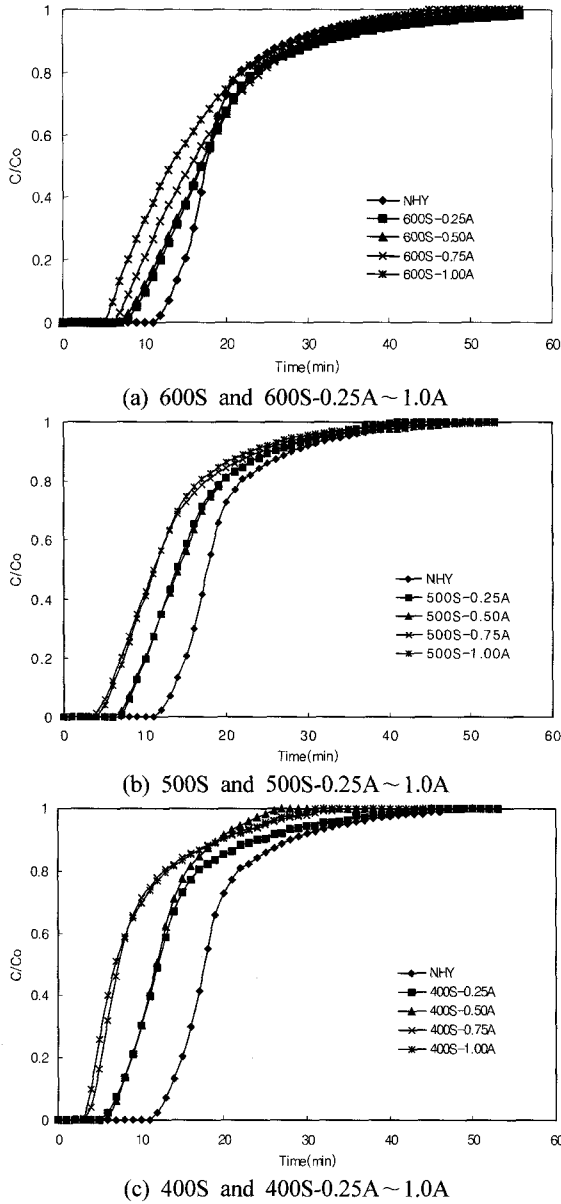 1
0.8
0.6
0.4
0.2
0
C/Co
NHY
600S-0.25A
600S-0.50A
600S-0.75A
600S-1.00A
0 10 20 30 40 50 60
Time(min)
(a) 600S and 600S-0.25A~1.0A
1
0.8
0.6
0.4
0.2
0
C/Co
NHY
500S-0.25A
500S-0.50A
500S-0.75A
500S-1.00A
0 10 20 30 40 50 60
Time(min)
(b) 500S and 500S-0.25A~1.0A
1
0.8
0.6
0.4
0.2
0
C/Co
NHY
400S-0.25A
400S-0.50A
400S-0.75A
400S-1.00A
0 10 20 30 40 50 60
Time(min)
(c) 400S and 400S-0.25A~1.0A